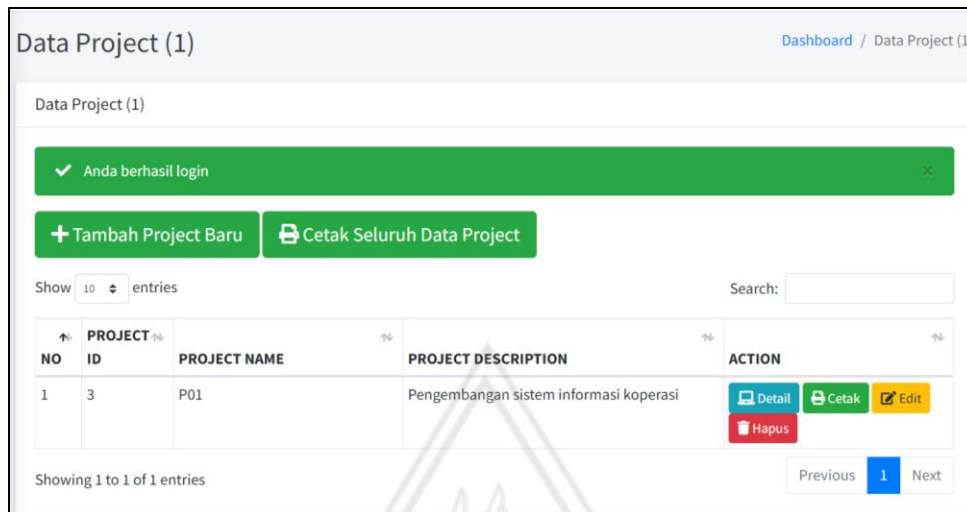 Data Project (1)
Dashboard / Data Project (1
Data Project (1)
Anda berhasil login ×
Tambah Project Baru Cetak Seluruh Data Project
Show 10 entries Search:
NO PROJECT ID PROJECT NAME PROJECT DESCRIPTION ACTION
1 3 P01 Pengembangan sistem informasi koperasi Detail Cetak Edit
Hapus
Showing 1 to 1 of 1 entries Previous 1 Next